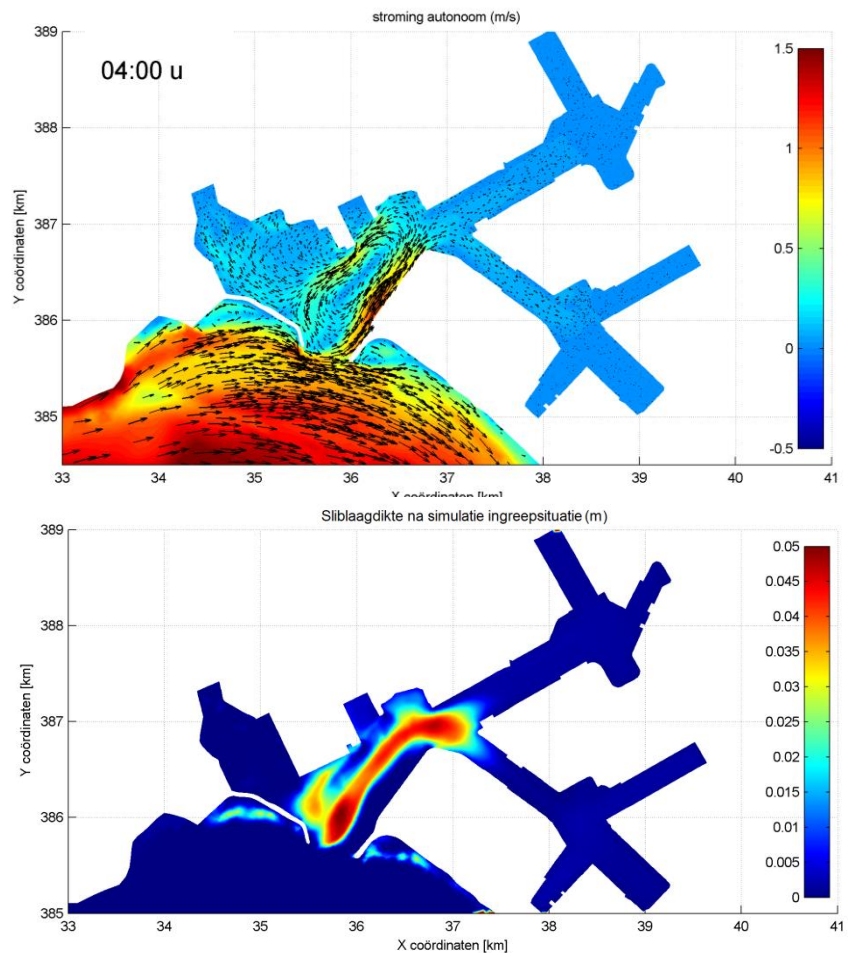 stroming autonoom (m/s)
04:00 u
389
388
387
386
385
Y coördinaten [km]
33 34 35 36 37 38 39 40 41
X coördinaten [km]
1.5
1
0.5
0
-0.5
Sliblaagdikte na simulatie ingreepsituatie (m)
389
388
387
386
385
Y coördinaten [km]
33 34 35 36 37 38 39 40 41
X coördinaten [km]
0.05
0.045
0.04
0.035
0.03
0.025
0.02
0.015
0.01
0.005
0